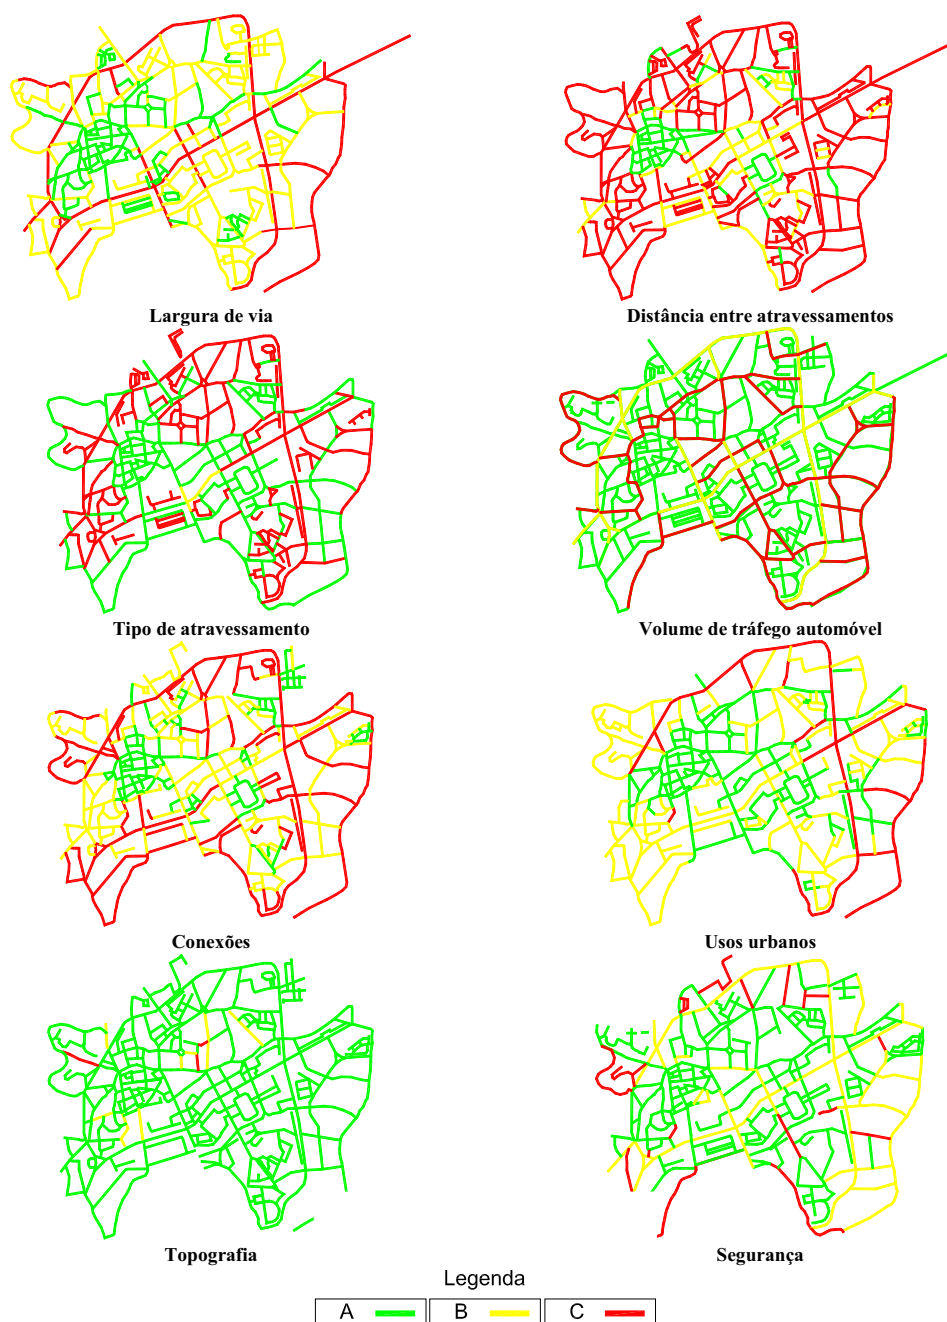 Largura de via
Distância entre atravessamentos
Tipo de atravessamento
Volume de tráfego automóvel
Conexões
Usos urbanos
Topografia
Segurança
Legenda
A B C